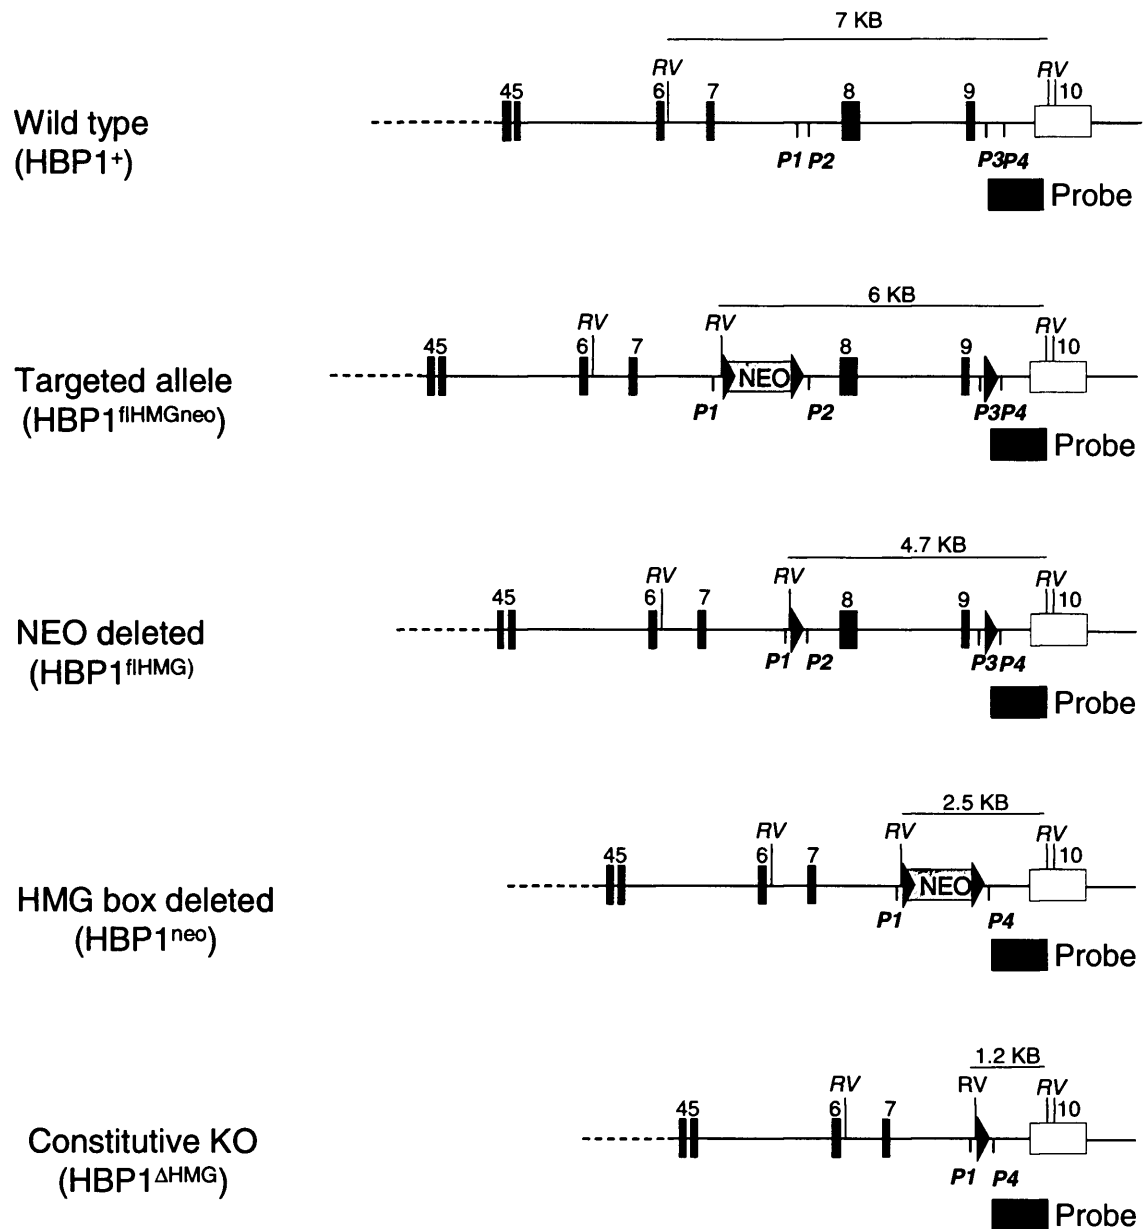 7 KB
RV RV
45 6 7 8 9 10
Wild type
(HBP1⁺)
P1 P2 P3P4
Probe
6 KB
RV RV RV
45 6 7 8 9 10
Targeted allele
(HBP1flHMGneo)
NEO
P1 P2 P3P4
Probe
4.7 KB
RV RV RV
45 6 7 8 9 10
NEO deleted
(HBP1flHMG)
P1 P2 P3P4
Probe
2.5 KB
RV RV RV
45 6 7 10
HMG box deleted
(HBP1neo)
NEO
P1 P4
Probe
1.2 KB
RV RV RV
45 6 7 10
Constitutive KO
(HBP1ΔHMG)
P1 P4
Probe